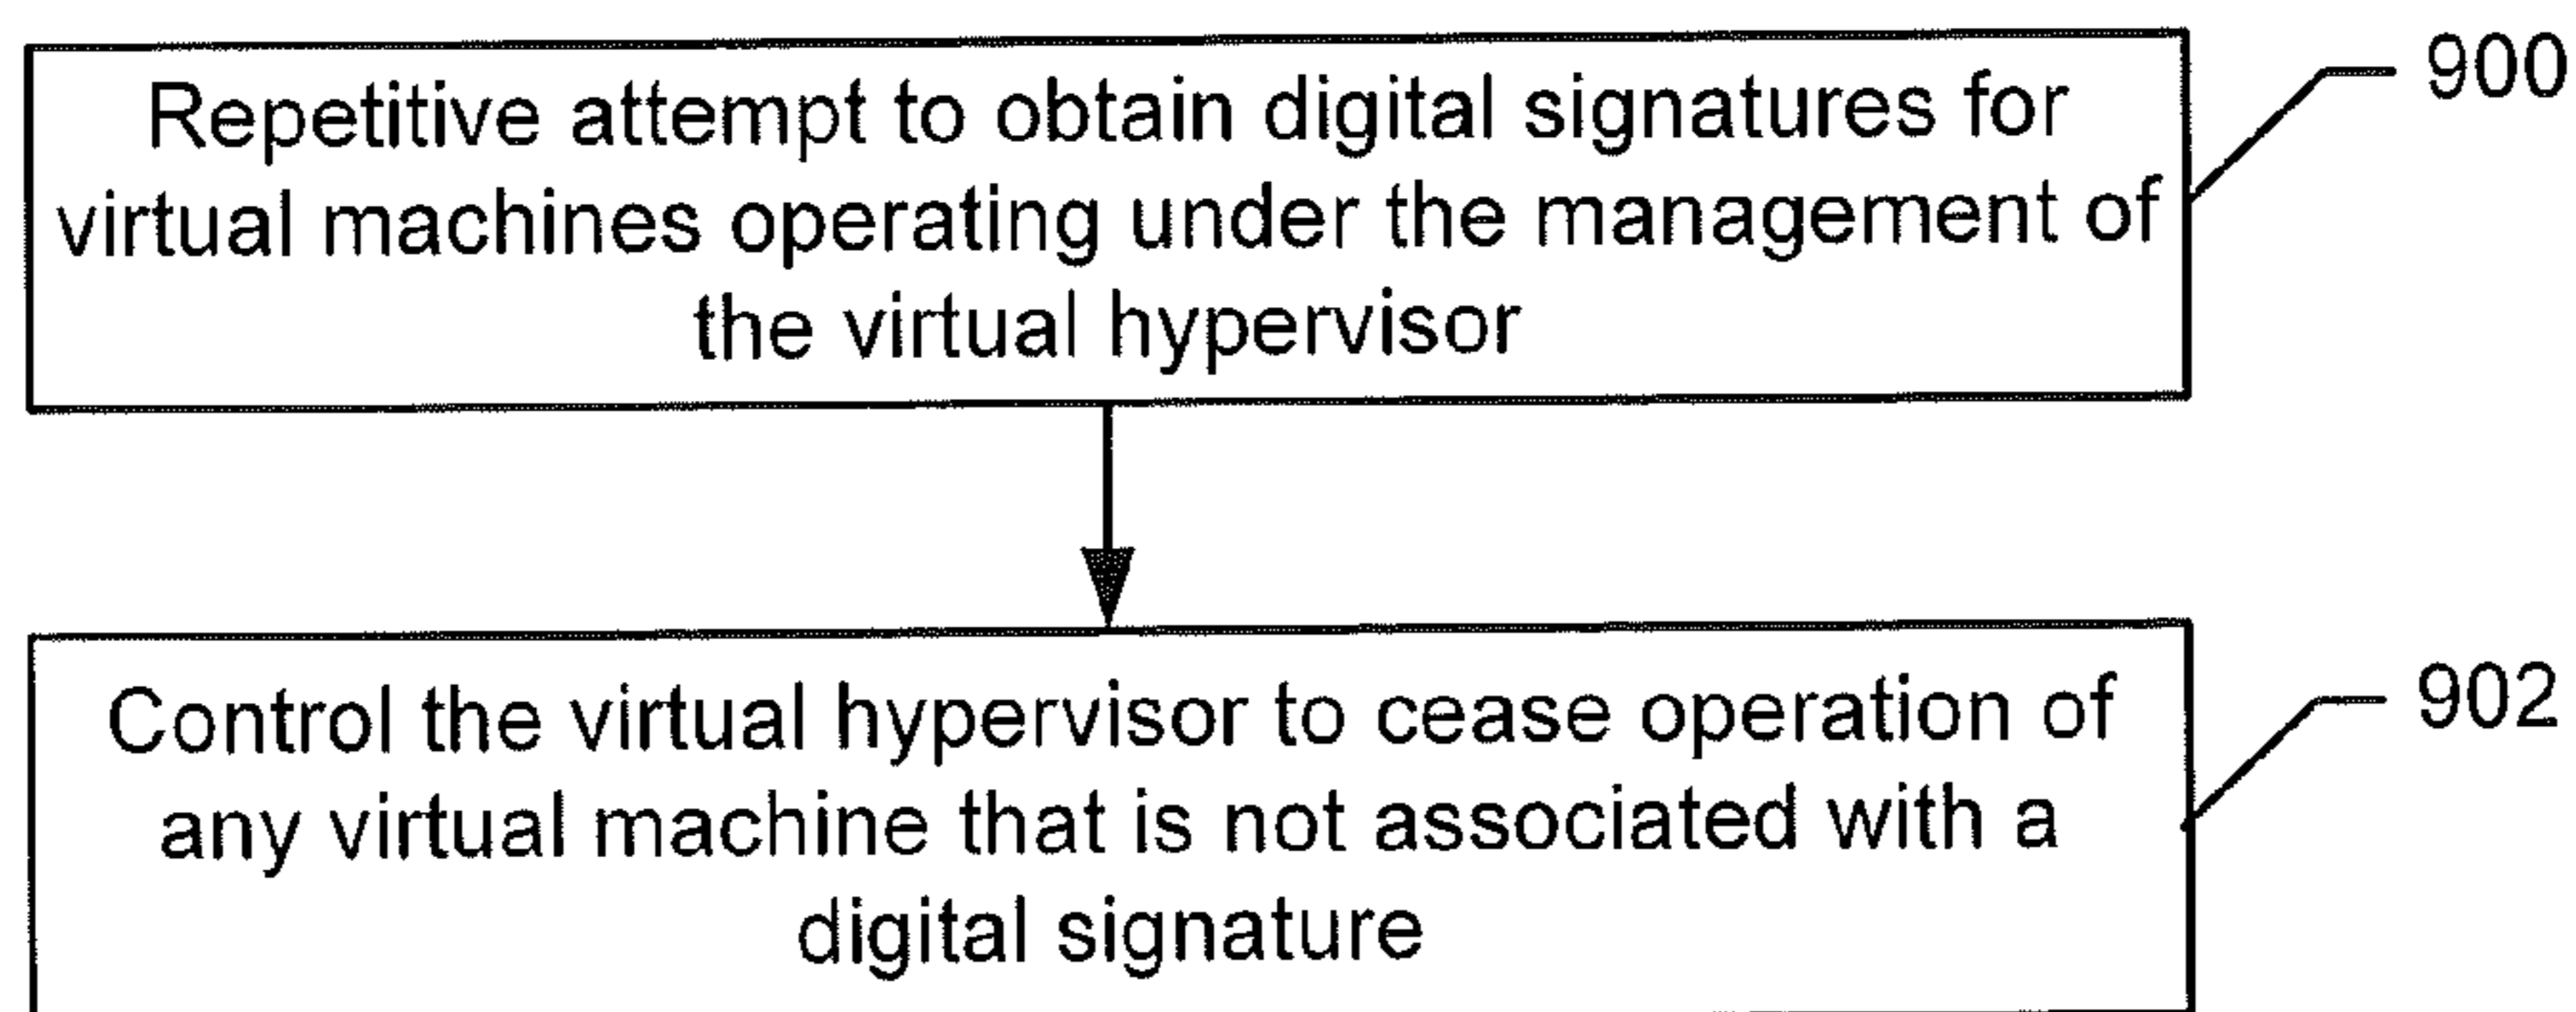 Repetitive attempt to obtain digital signatures for
virtual machines operating under the management of
the virtual hypervisor
900
Control the virtual hypervisor to cease operation of
any virtual machine that is not associated with a
digital signature
902